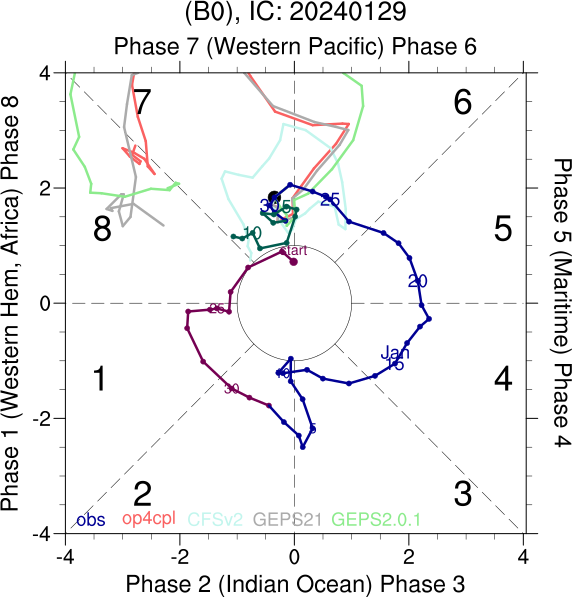 (B0), IC: 20240129
Phase 7 (Western Pacific) Phase 6
Phase 1 (Western Hem, Africa) Phase 8
Phase 5 (Maritime) Phase 4
4
2
0
-2
-4
7
6
8
5
1
4
2
3
30
25
10
start
20
25
Jan
15
10
30
5
obs
op4cpl
CFSv2
GEPS21
GEPS2.0.1
-4
-2
0
2
4
Phase 2 (Indian Ocean) Phase 3